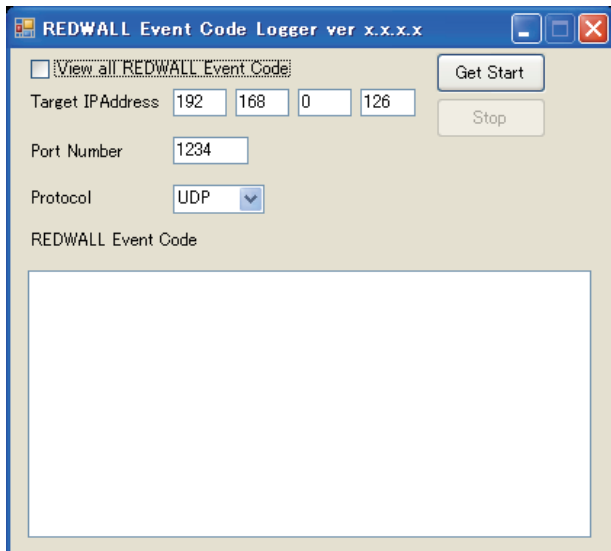 REDWALL Event Code Logger ver x.x.x.x
View all REDWALL Event Code
Get Start
Target IPAddress 192 168 0 126
Stop
Port Number 1234
Protocol UDP
REDWALL Event Code